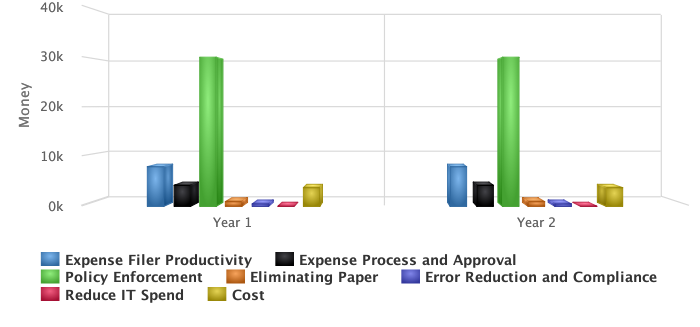 40k
30k
20k
10k
0k
Money
Year 1 Year 2
Expense Filer Productivity Expense Process and Approval
Policy Enforcement Eliminating Paper Error Reduction and Compliance
Reduce IT Spend Cost